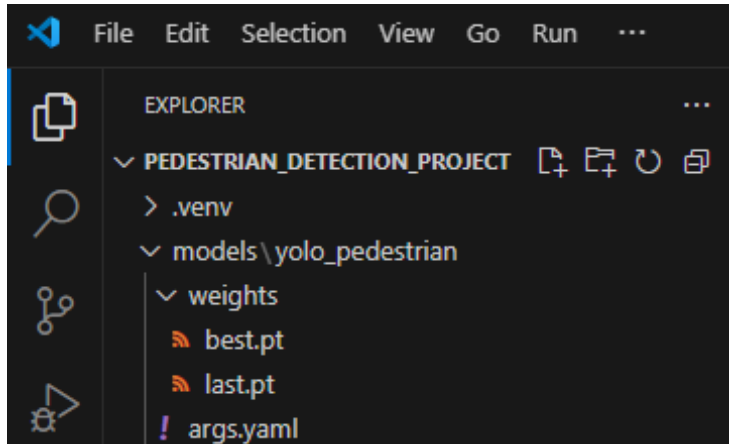 File Edit Selection View Go Run ...
EXPLORER ...
PEDESTRIAN_DETECTION_PROJECT
.venv
models\yolo_pedestrian
weights
best.pt
last.pt
! args.yaml